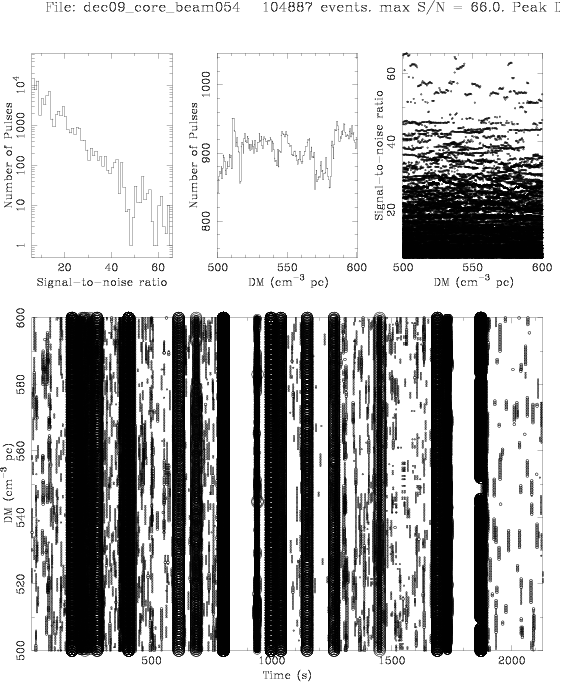 File: dec09_core_beam054 104887 events. max S/N = 66.0. Peak D
Number of Pulses
10⁴
1000
100
10
1
20 40 60
Signal-to-noise ratio
Number of Pulses
1000
900
800
500 550 600
DM (cm⁻³ pc)
Signal-to-noise ratio
60
40
20
500 550 600
DM (cm⁻³ pc)
DM (cm⁻³ pc)
600
580
560
540
520
500
500 1000 1500 2000
Time (s)